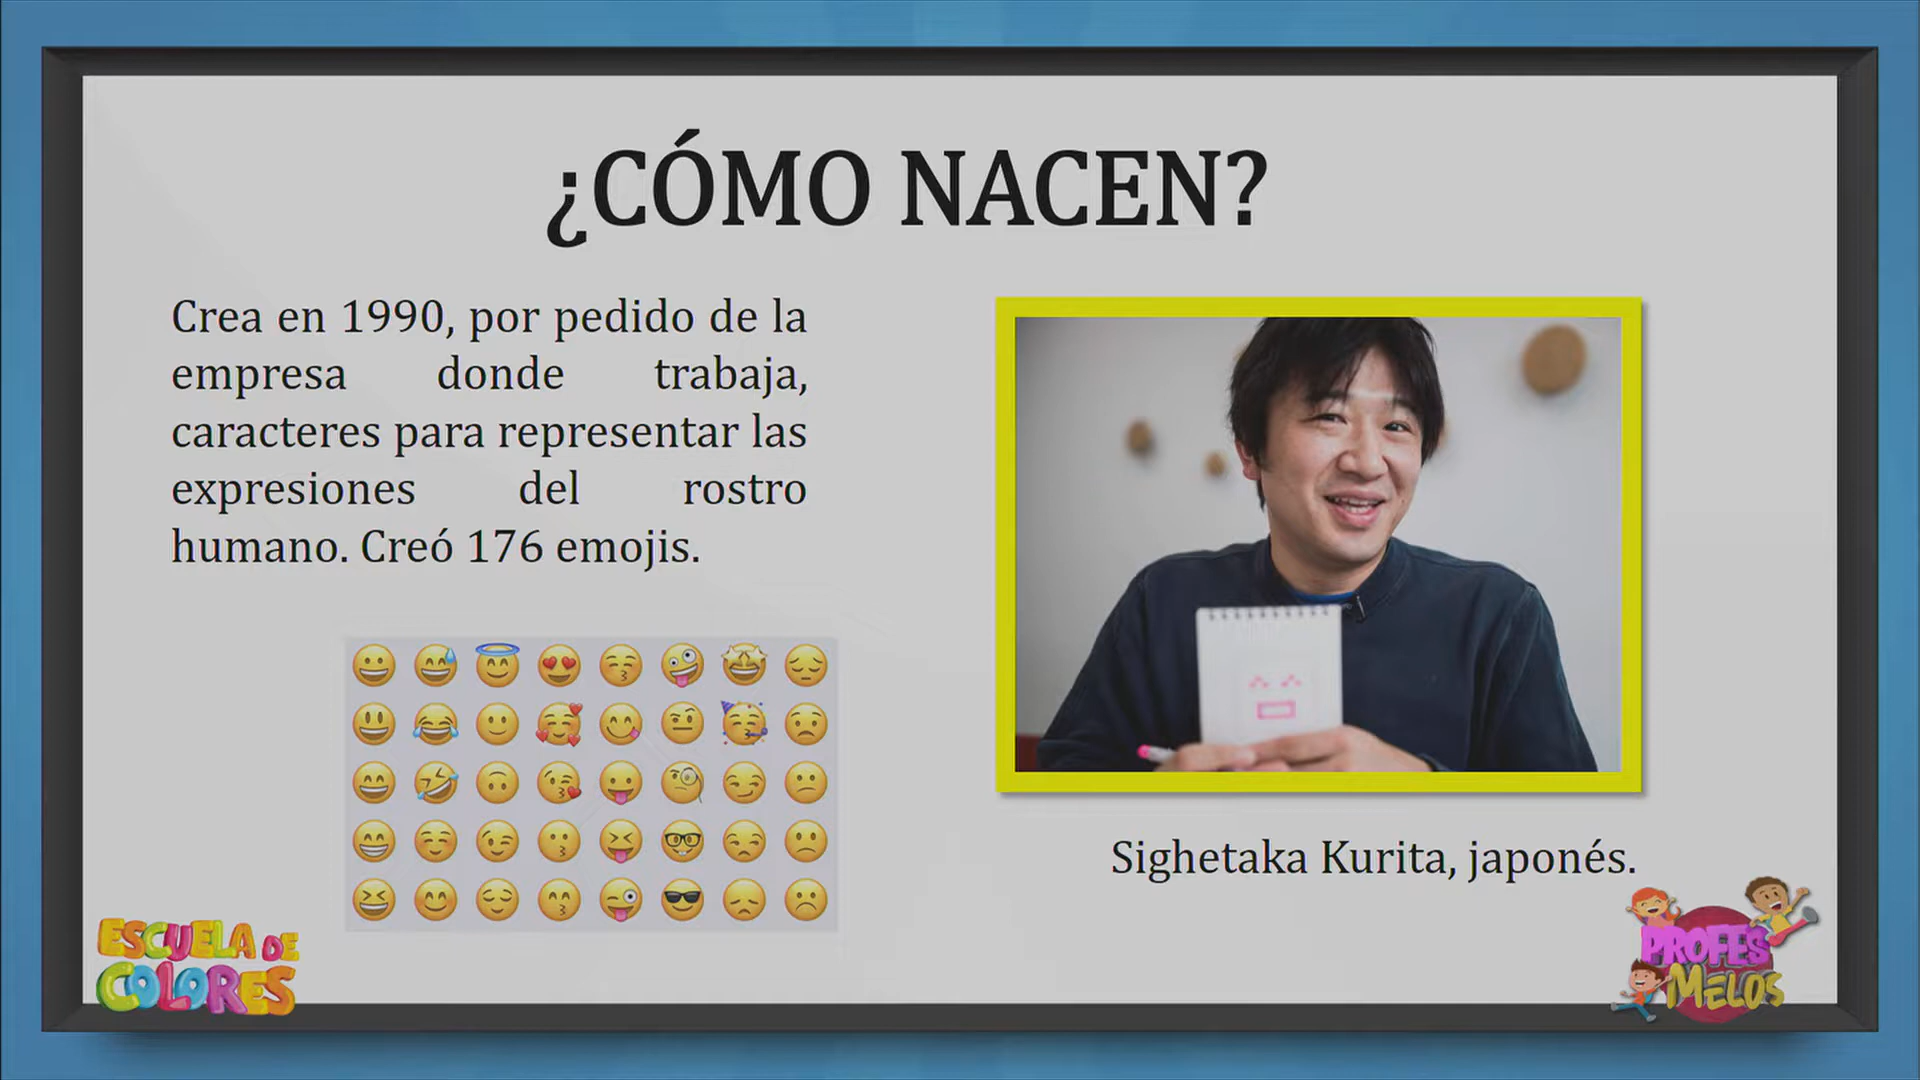 ¿CÓMO NACEN?
Crea en 1990, por pedido de la
empresa donde trabaja,
caracteres para representar las
expresiones del rostro
humano. Creó 176 emojis.
Sighetaka Kurita, japonés.
ESCUELA DE
COLORES
PROFES
MELOS